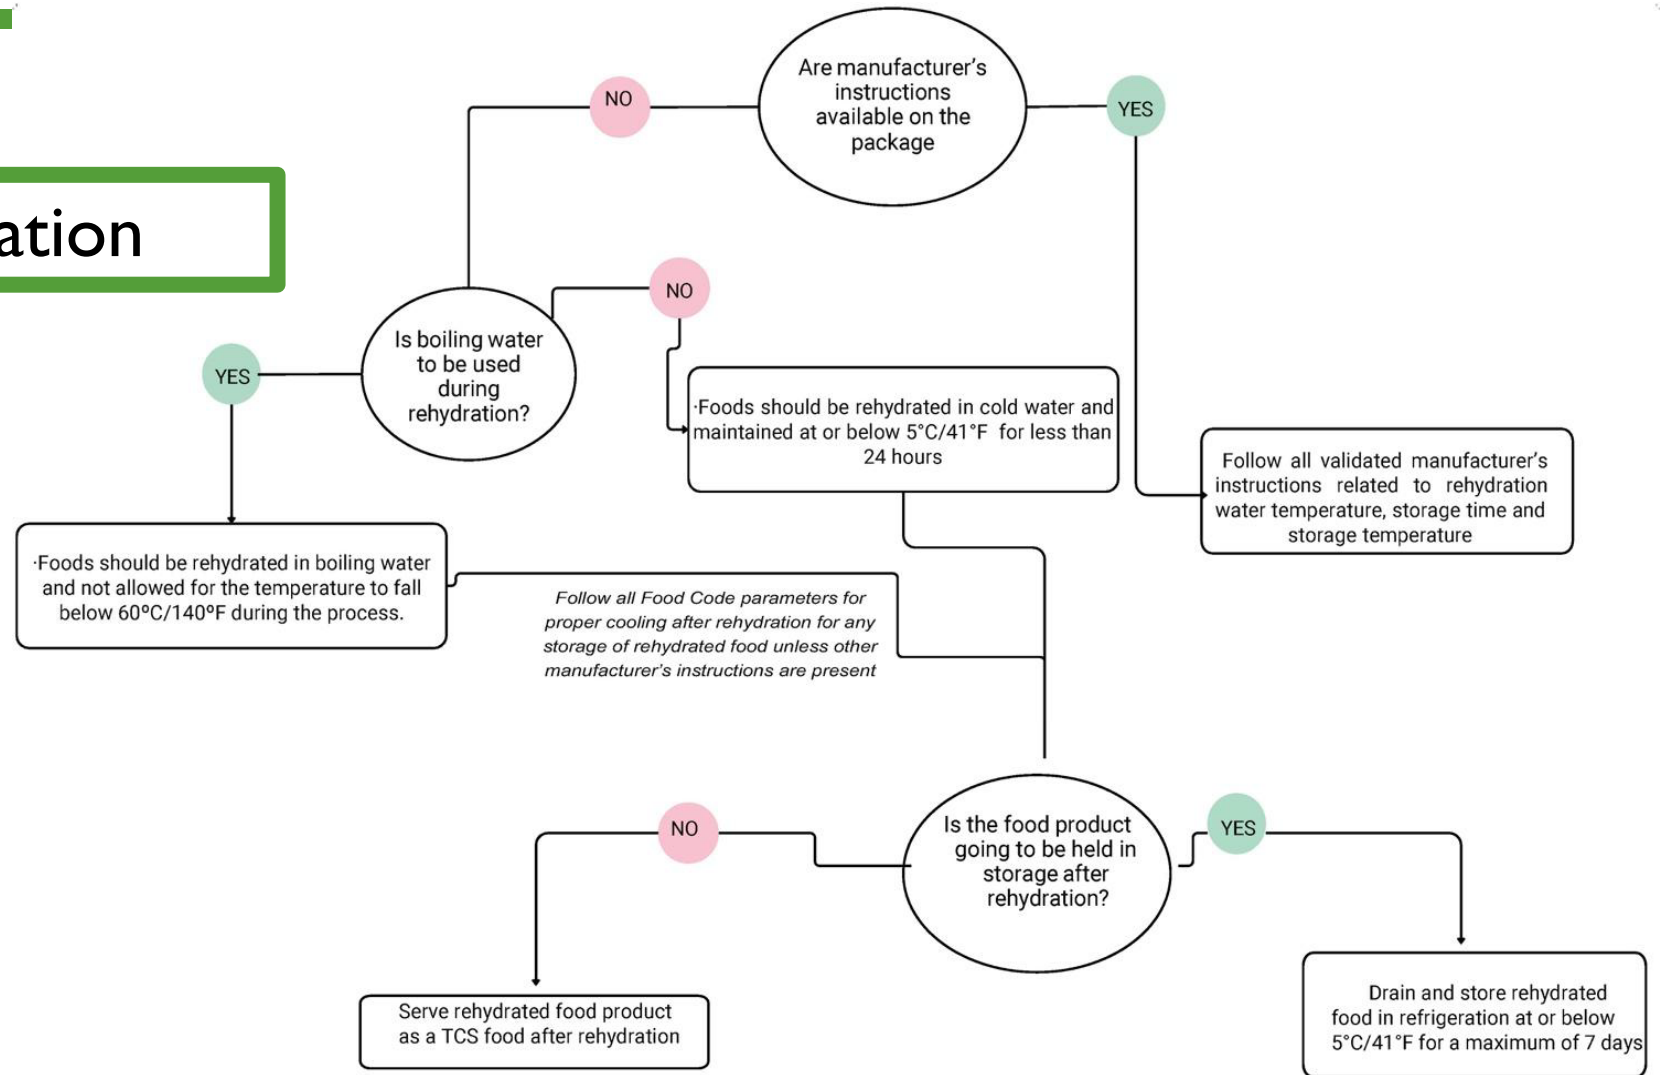 Are manufacturer's
instructions
available on the
package
NO
YES
ation
Is boiling water
to be used
during
rehydration?
NO
YES
·Foods should be rehydrated in cold water and
maintained at or below 5°C/41°F for less than
24 hours
Follow all validated manufacturer's
instructions related to rehydration
water temperature, storage time and
storage temperature
·Foods should be rehydrated in boiling water
and not allowed for the temperature to fall
below 60ºC/140ºF during the process.
Follow all Food Code parameters for
proper cooling after rehydration for any
storage of rehydrated food unless other
manufacturer's instructions are present
Is the food product
going to be held in
storage after
rehydration?
NO
YES
Serve rehydrated food product
as a TCS food after rehydration
Drain and store rehydrated
food in refrigeration at or below
5°C/41°F for a maximum of 7 days